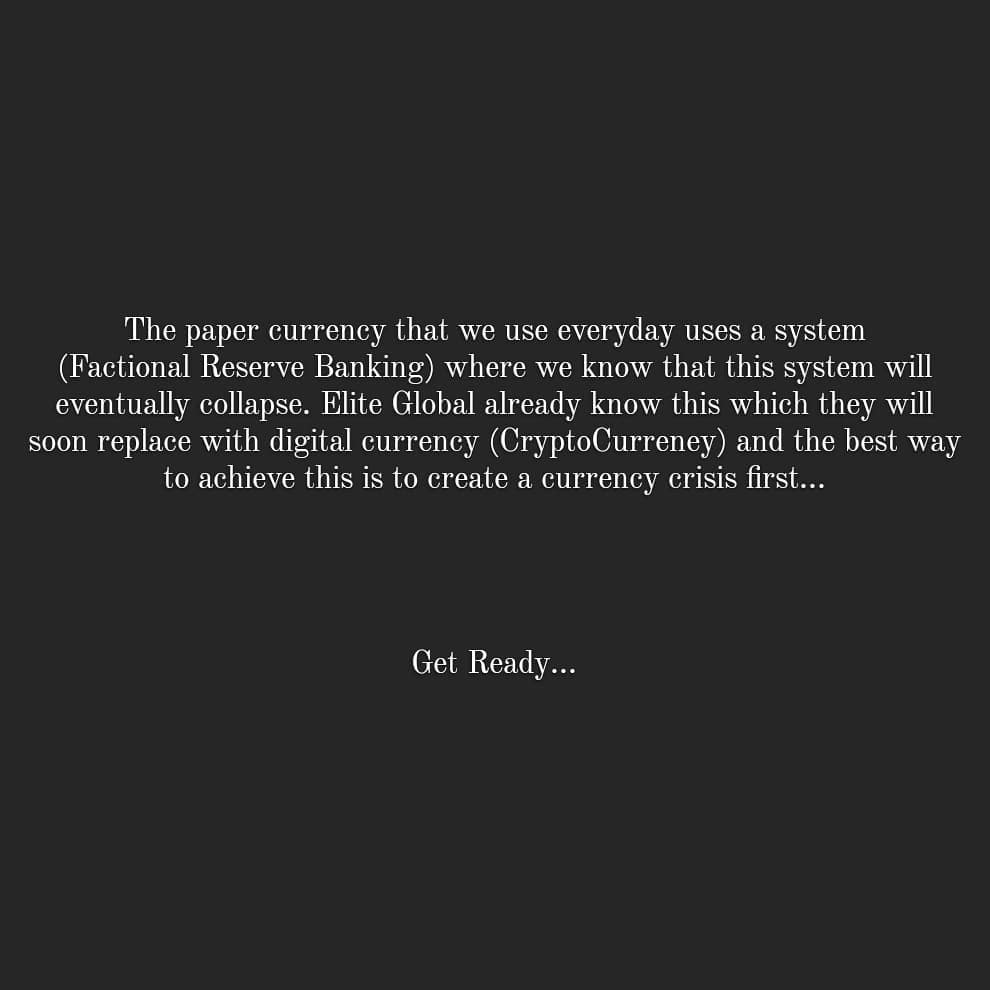 The paper currency that we use everyday uses a system
(Factional Reserve Banking) where we know that this system will
eventually collapse. Elite Global already know this which they will
soon replace with digital currency (CryptoCurreney) and the best way
to achieve this is to create a currency crisis first...
Get Ready...